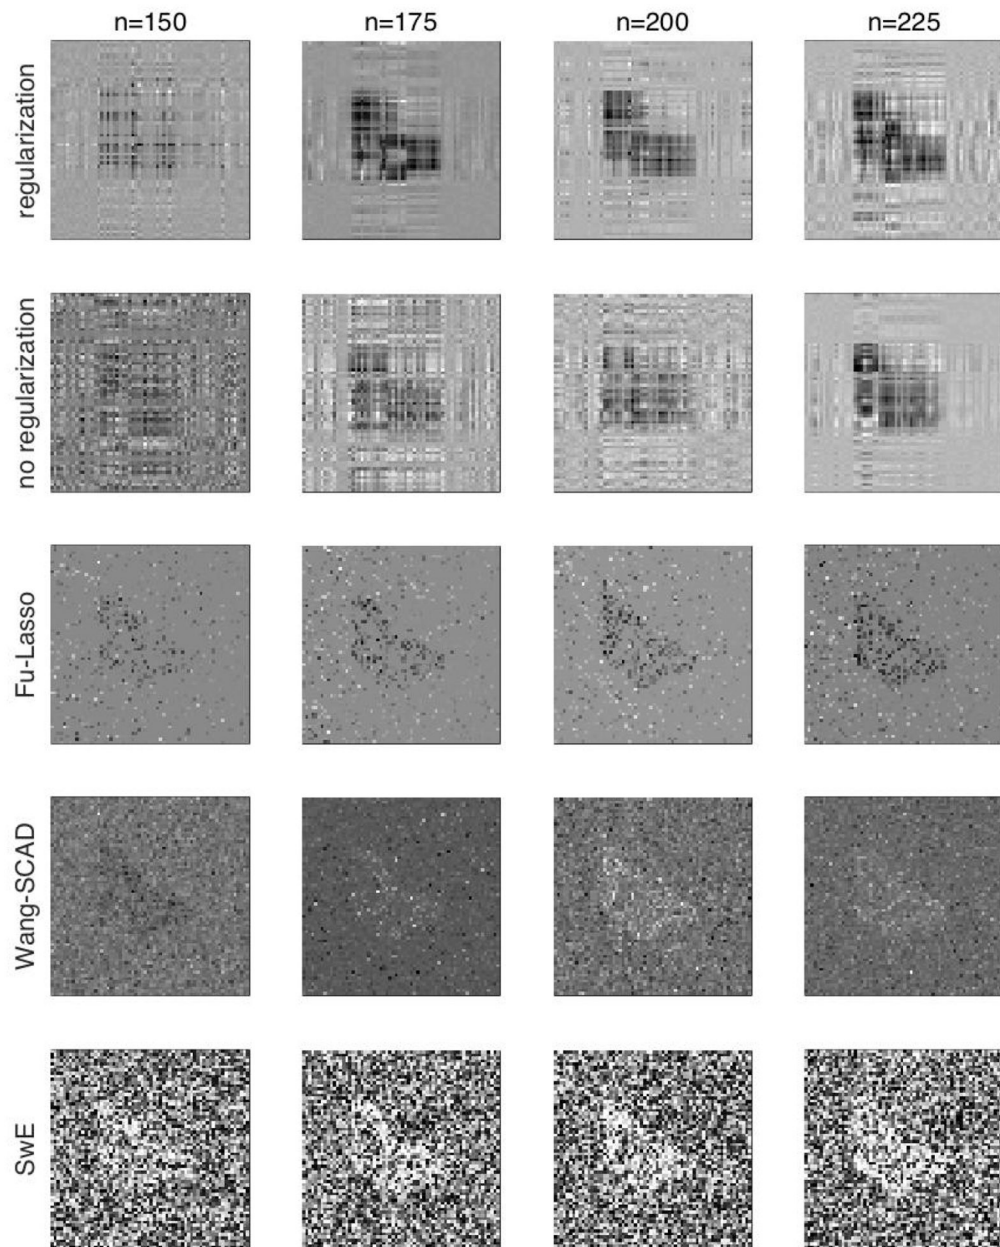 n=150 n=175 n=200 n=225
regularization
no regularization
Fu-Lasso
Wang-SCAD
SwE